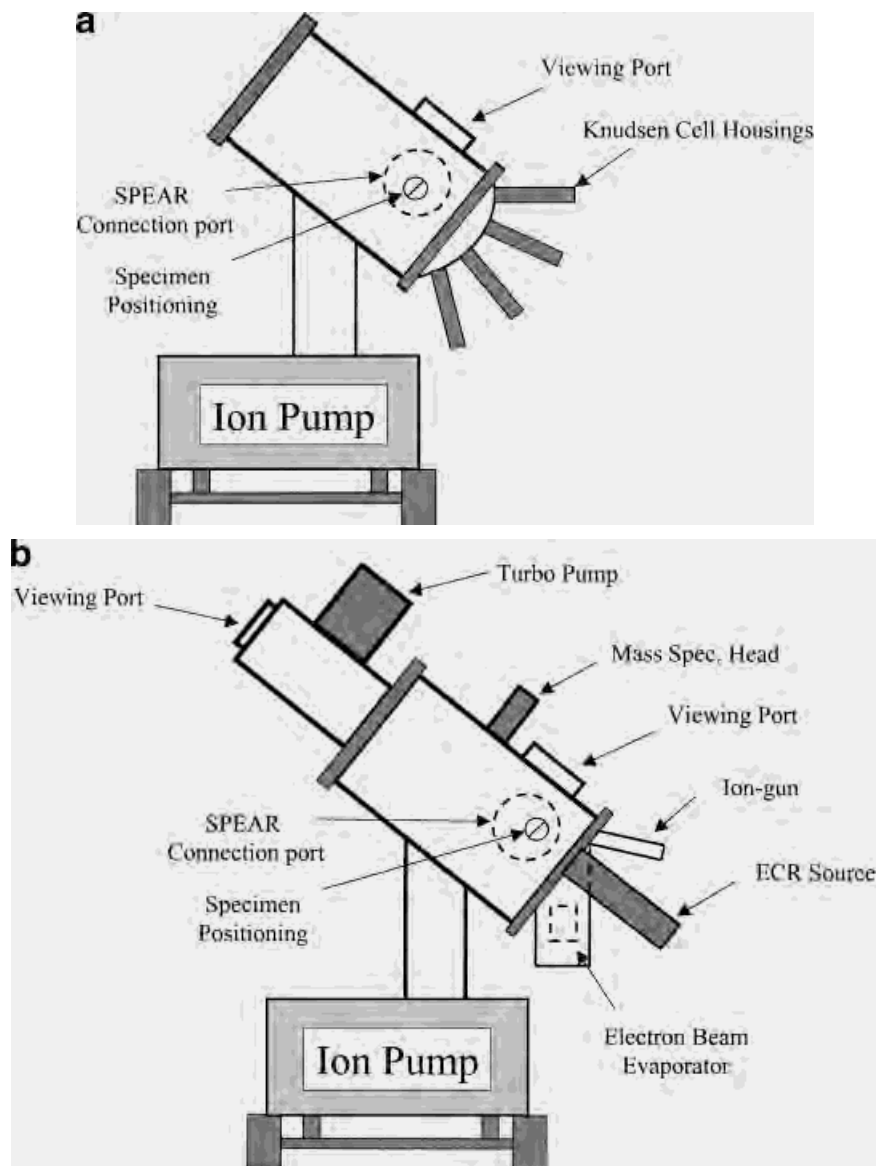 a
Viewing Port
Knudsen Cell Housings
SPEAR
Connection port
Specimen
Positioning
Ion Pump
b
Turbo Pump
Viewing Port
Mass Spec. Head
Viewing Port
Ion-gun
SPEAR
Connection port
ECR Source
Specimen
Positioning
Electron Beam
Evaporator
Ion Pump